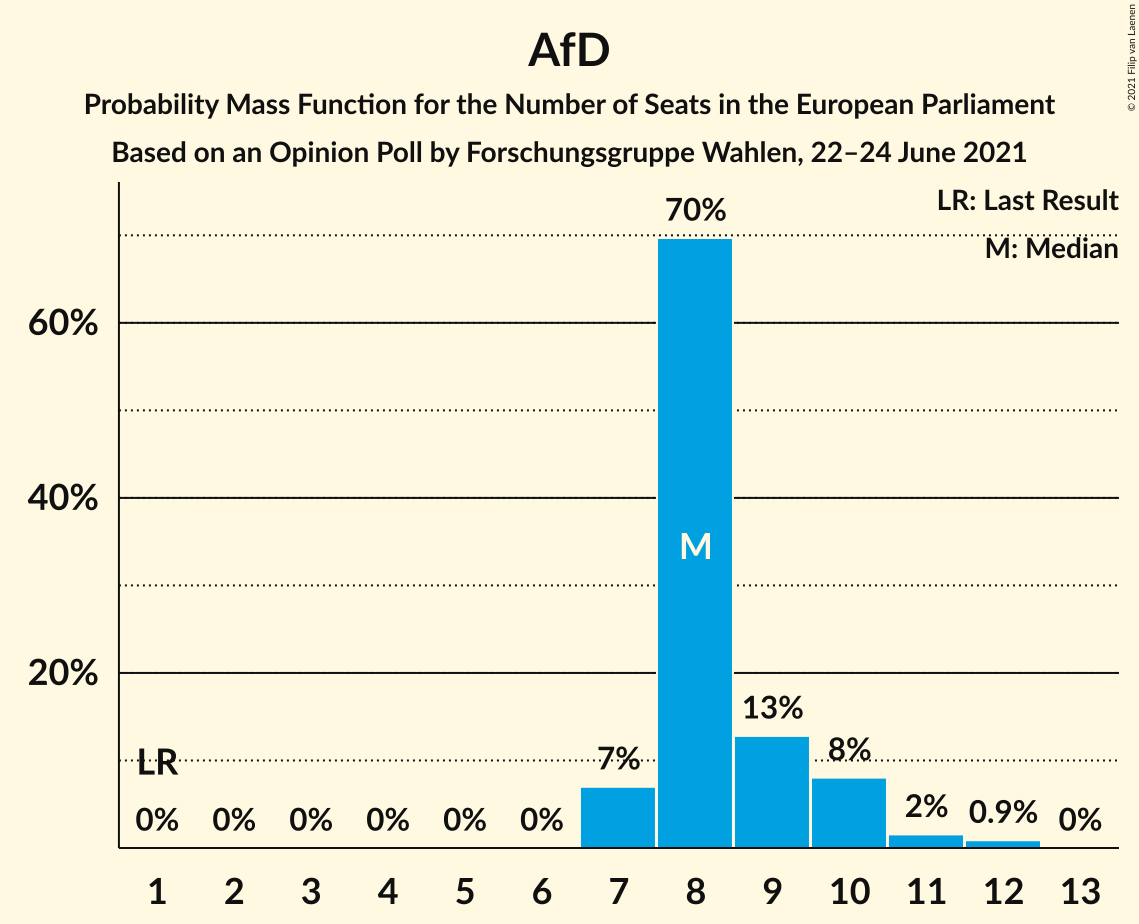 AfD
Probability Mass Function for the Number of Seats in the European Parliament
Based on an Opinion Poll by Forschungsgruppe Wahlen, 22–24 June 2021
© 2021 Filip van Laenen
LR: Last Result
M: Median
70%
60%
40%
M
20%
13%
LR
7%
8%
0%
0%
0%
0%
0%
0%
2%
0.9%
0%
1 2 3 4 5 6 7 8 9 10 11 12 13